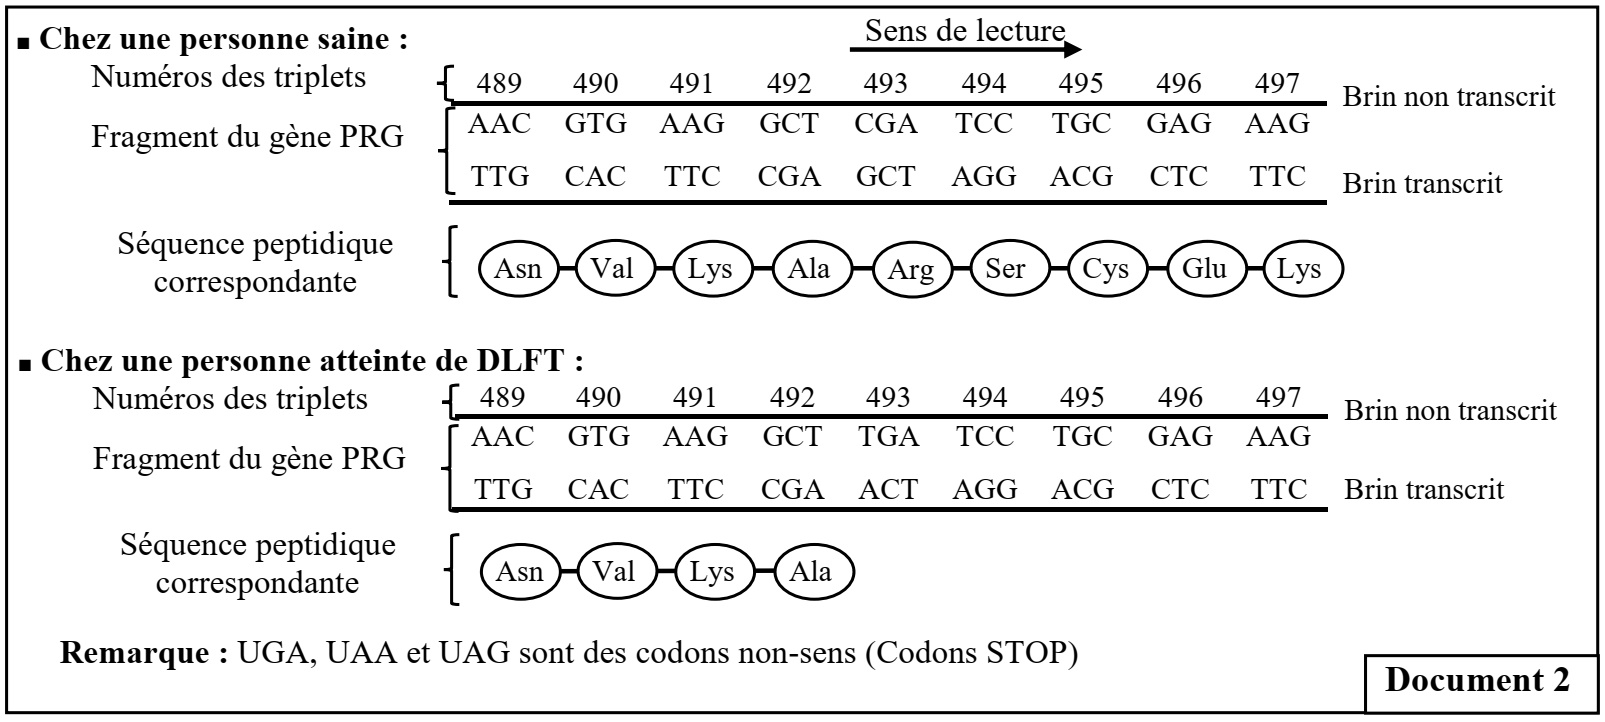 ▪ Chez une personne saine :
Sens de lecture
Numéros des triplets 489 490 491 492 493 494 495 496 497
Brin non transcrit
Fragment du gène PRG AAC GTG AAG GCT CGA TCC TGC GAG AAG
TTG CAC TTC CGA GCT AGG ACG CTC TTC Brin transcrit
Séquence peptidique
correspondante
Asn Val Lys Ala Arg Ser Cys Glu Lys
▪ Chez une personne atteinte de DLFT :
Numéros des triplets 489 490 491 492 493 494 495 496 497
Brin non transcrit
Fragment du gène PRG AAC GTG AAG GCT TGA TCC TGC GAG AAG
TTG CAC TTC CGA ACT AGG ACG CTC TTC Brin transcrit
Séquence peptidique
correspondante
Asn Val Lys Ala
Remarque : UGA, UAA et UAG sont des codons non-sens (Codons STOP)
Document 2